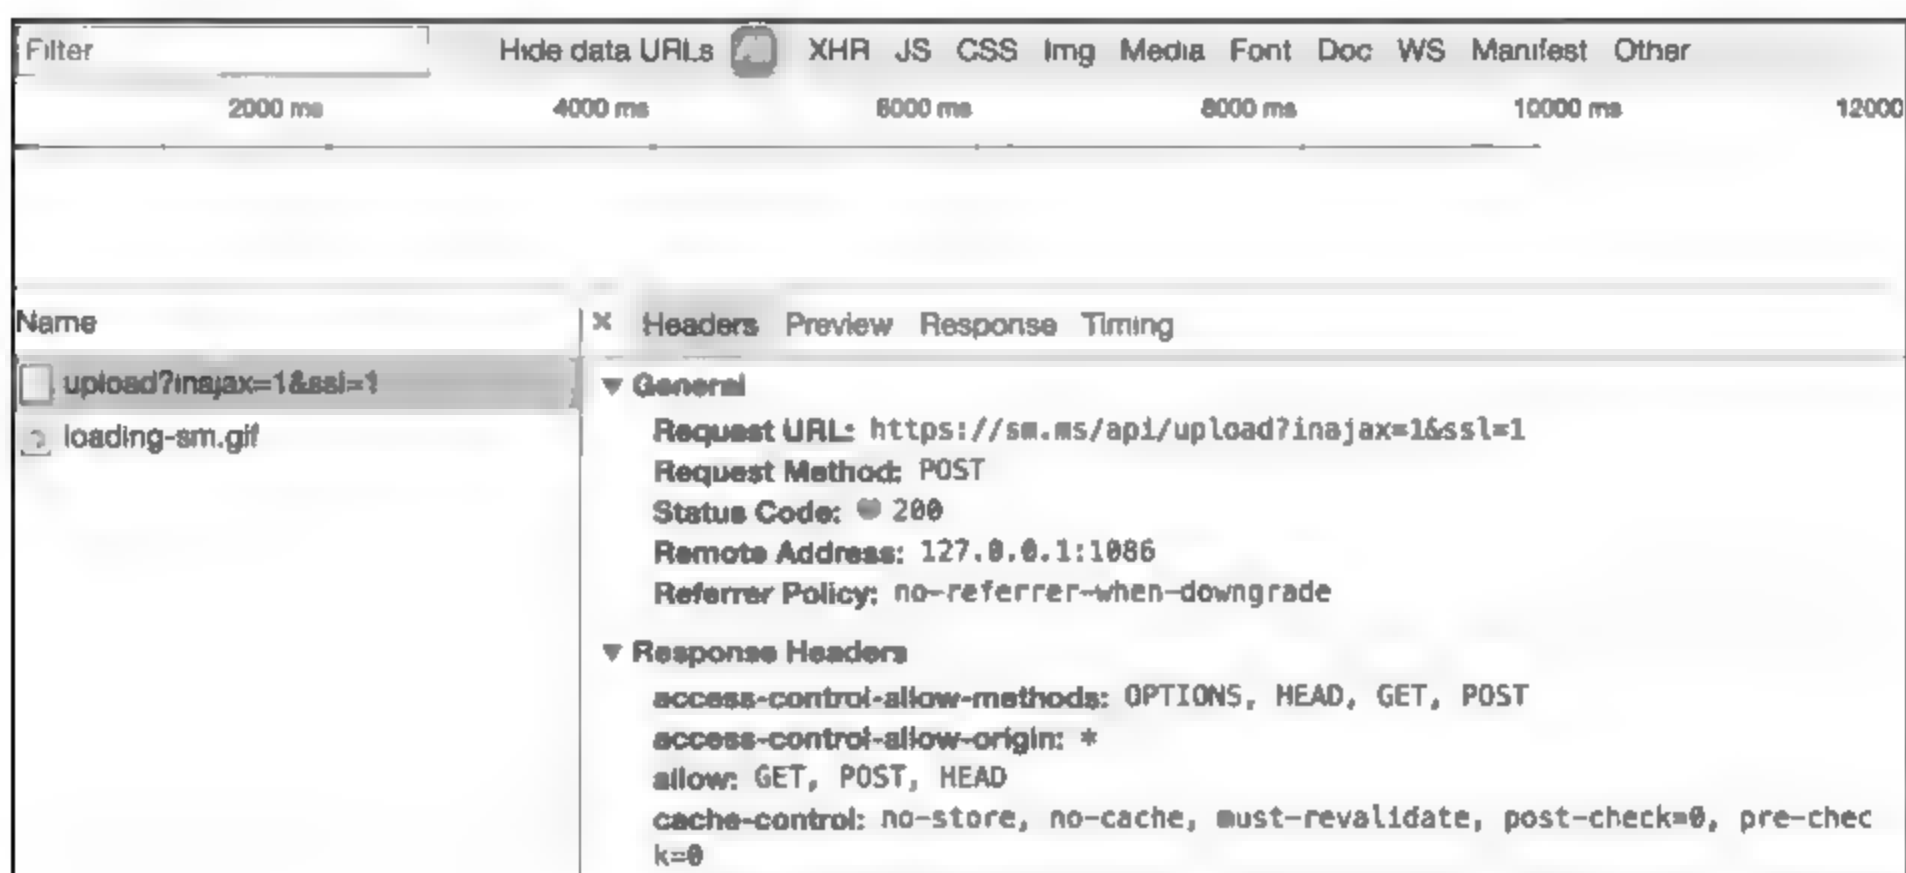 Filter Hide data URLs All XHR JS CSS Img Media Font Doc WS Manifest Other
2000 ms 4000 ms 6000 ms 8000 ms 10000 ms 12000
Name
× Headers Preview Response Timing
upload?inajax=1&ssl=1
loading-sm.gif
▼ General
Request URL: https://sm.ms/api/upload?inajax=1&ssl=1
Request Method: POST
Status Code: 200
Remote Address: 127.0.0.1:1086
Referrer Policy: no-referrer-when-downgrade
▼ Response Headers
access-control-allow-methods: OPTIONS, HEAD, GET, POST
access-control-allow-origin: *
allow: GET, POST, HEAD
cache-control: no-store, no-cache, must-revalidate, post-check=0, pre-chec
k=0